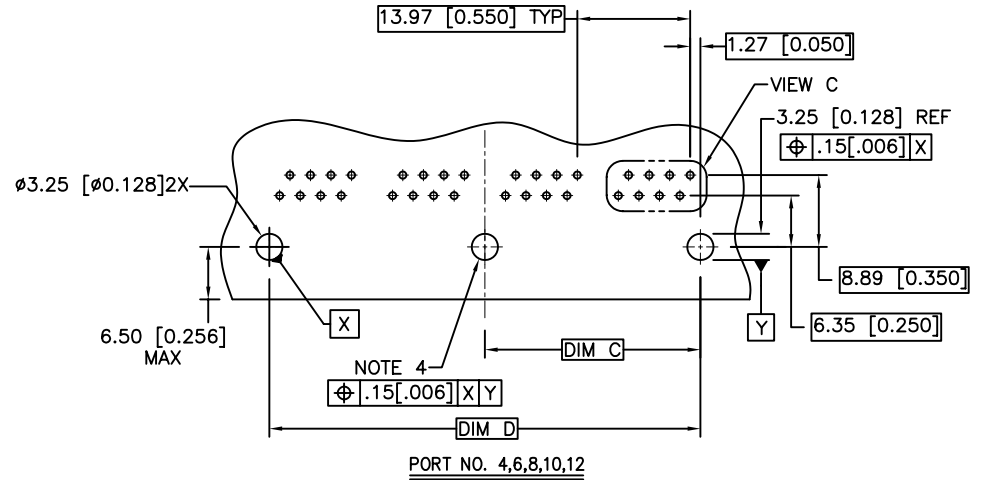 13.97 [0.550] TYP
1.27 [0.050]
VIEW C
3.25 [0.128] REF
⌖ .15[.006] X
ø3.25 [ø0.128]2X
8.89 [0.350]
6.50 [0.256]
MAX
X
Y
6.35 [0.250]
DIM C
NOTE 4
⌖ .15[.006] X Y
DIM D
PORT NO. 4,6,8,10,12